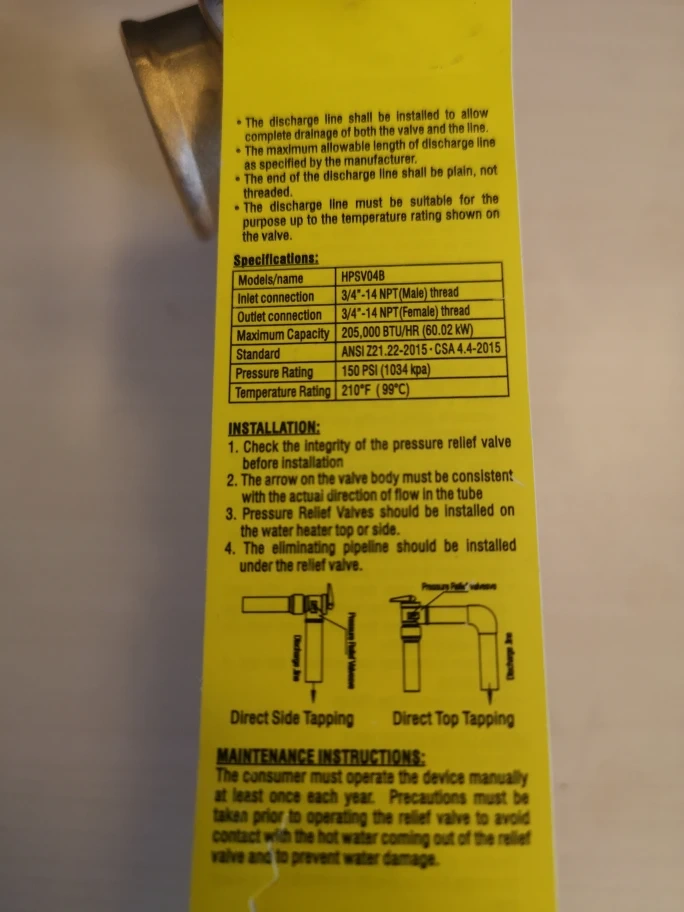 • The discharge line shall be installed to allow
complete drainage of both the valve and the line.
• The maximum allowable length of discharge line
as specified by the manufacturer.
• The end of the discharge line shall be plain, not
threaded.
• The discharge line must be suitable for the
purpose up to the temperature rating shown on
the valve.
Specifications:
Models/name HPSV04B
Inlet connection 3/4"-14 NPT(Male) thread
Outlet connection 3/4"-14 NPT(Female) thread
Maximum Capacity 205,000 BTU/HR (60.02 kW)
Standard ANSI Z21.22-2015·CSA 4.4-2015
Pressure Rating 150 PSI (1034 kpa)
Temperature Rating 210°F (99°C)
INSTALLATION:
1. Check the integrity of the pressure relief valve
before installation
2. The arrow on the valve body must be consistent
with the actual direction of flow in the tube
3. Pressure Relief Valves should be installed on
the water heater top or side.
4. The eliminating pipeline should be installed
under the relief valve.
Pressure Relief
Discharge line
Pressure Relief
Discharge line
Direct Side Tapping
Direct Top Tapping
MAINTENANCE INSTRUCTIONS:
The consumer must operate the device manually
at least once each year. Precautions must be
taken prior to operating the relief valve to avoid
contact with the hot water coming out of the relief
valve and to prevent water damage.